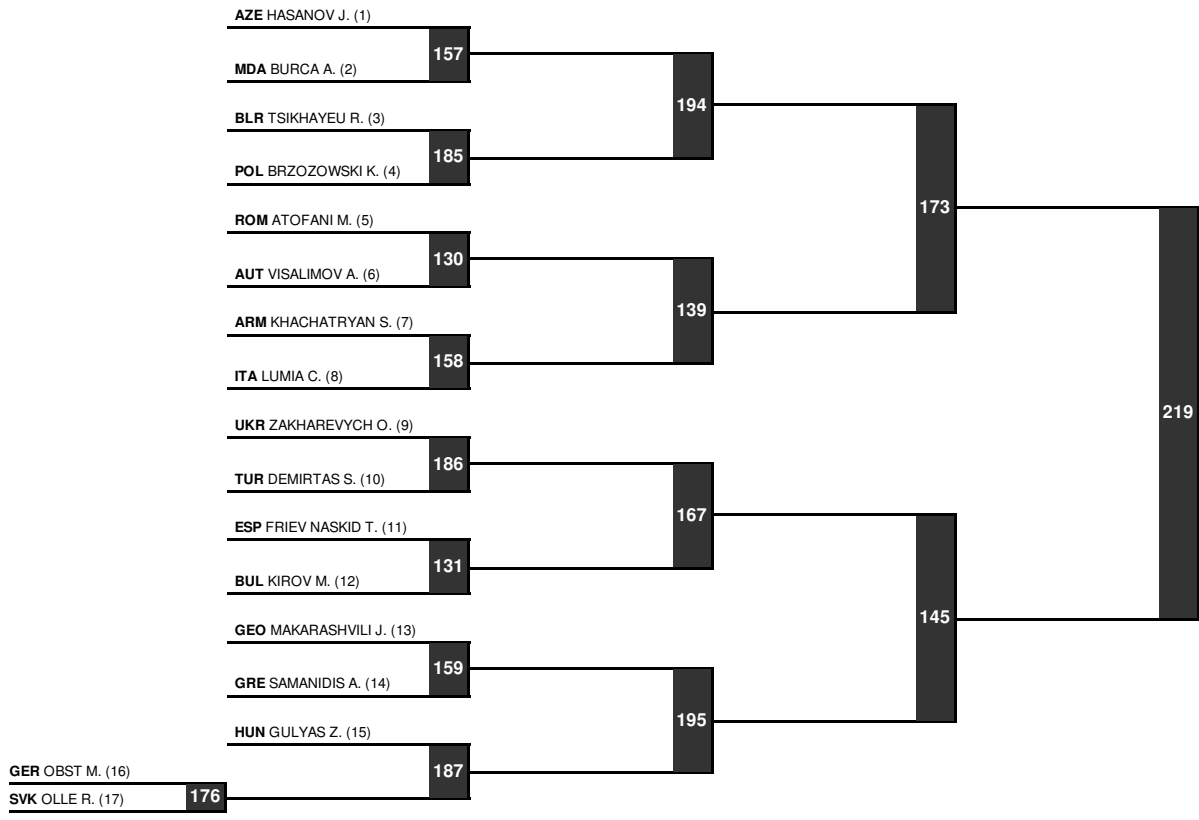 AZE HASANOV J. (1)
157
MDA BURCA A. (2)
194
BLR TSIKHAYEU R. (3)
185
POL BRZOZOWSKI K. (4)
173
ROM ATOFANI M. (5)
130
AUT VISALIMOV A. (6)
139
ARM KHACHATRYAN S. (7)
158
ITA LUMIA C. (8)
219
UKR ZAKHAREVYCH O. (9)
186
TUR DEMIRTAS S. (10)
167
ESP FRIEV NASKID T. (11)
131
BUL KIROV M. (12)
145
GEO MAKARASHVILI J. (13)
159
GRE SAMANIDIS A. (14)
195
HUN GULYAS Z. (15)
187
GER OBST M. (16)
SVK OLLE R. (17)
176